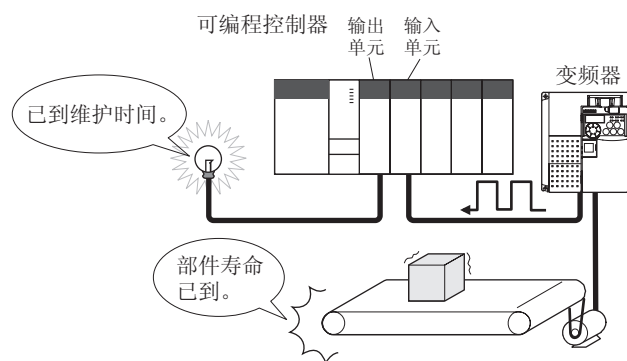 可编程控制器
输出
单元
输入
单元
变频器
已到维护时间。
部件寿命
已到。